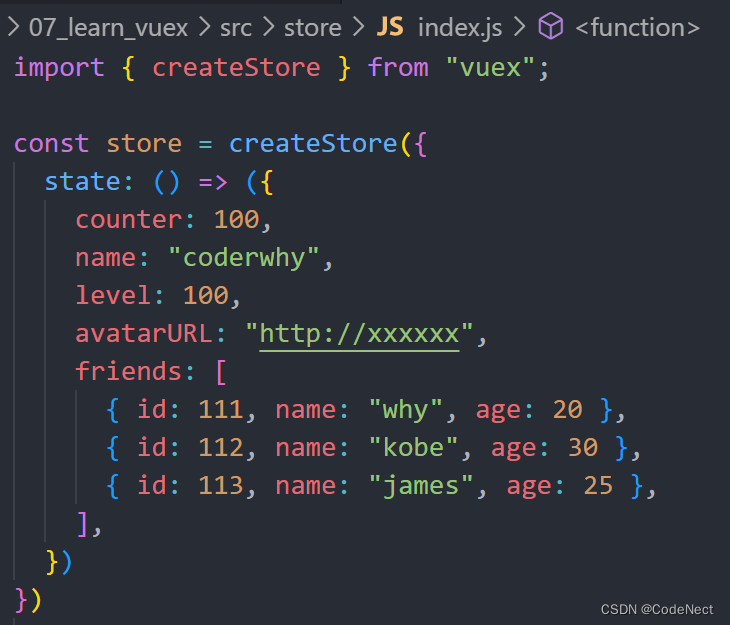 > 07_learn_vuex > src > store > JS index.js > <function>
import { createStore } from "vuex";
const store = createStore({
state: () => ({
counter: 100,
name: "coderwhy",
level: 100,
avatarURL: "http://xxxxxx",
friends: [
{ id: 111, name: "why", age: 20 },
{ id: 112, name: "kobe", age: 30 },
{ id: 113, name: "james", age: 25 },
],
})
})
CSDN @CodeNect